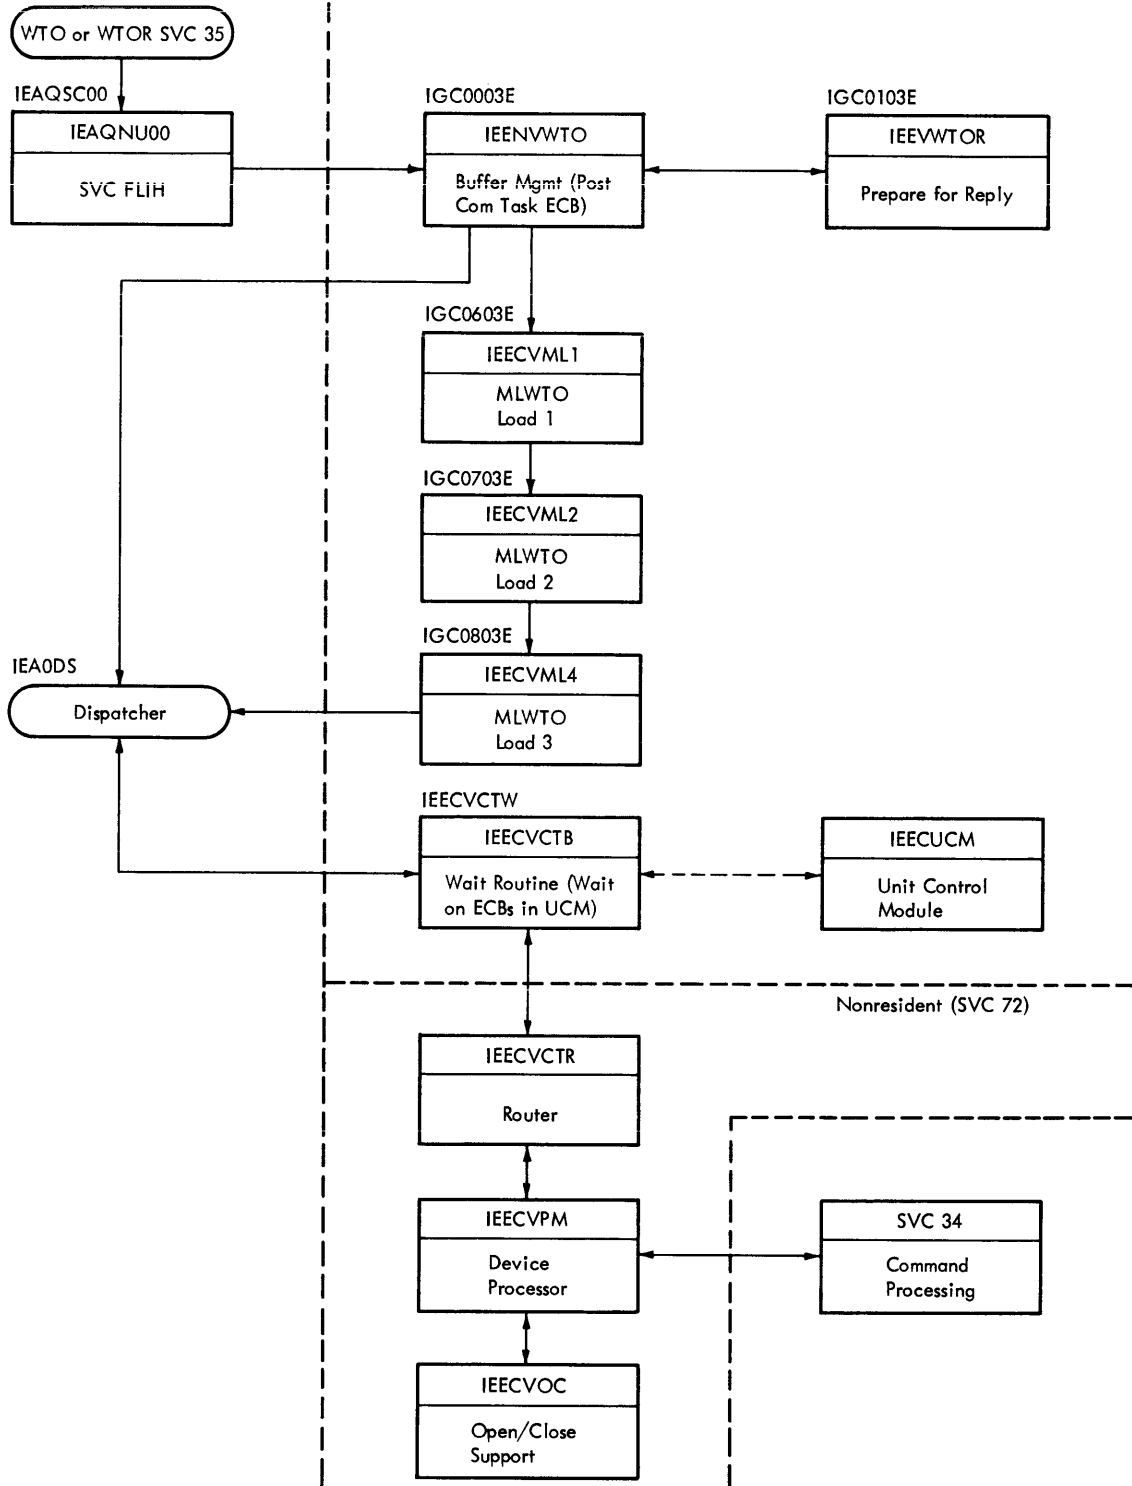 WTO or WTOR SVC 35
IEAQSC00
IEAQNU00
SVC FLIH
IGC0003E
IEENVWTO
Buffer Mgmt (Post
Com Task ECB)
IGC0103E
IEEVWTOR
Prepare for Reply
IGC0603E
IEECVML1
MLWTO
Load 1
IGC0703E
IEECVML2
MLWTO
Load 2
IGC0803E
IEECVML4
MLWTO
Load 3
IEA0DS
Dispatcher
IEECVCTW
IEECVCTB
Wait Routine (Wait
on ECBs in UCM)
IEECUCM
Unit Control
Module
Nonresident (SVC 72)
IEECVCTR
Router
IEECVPM
Device
Processor
SVC 34
Command
Processing
IEECVOC
Open/Close
Support